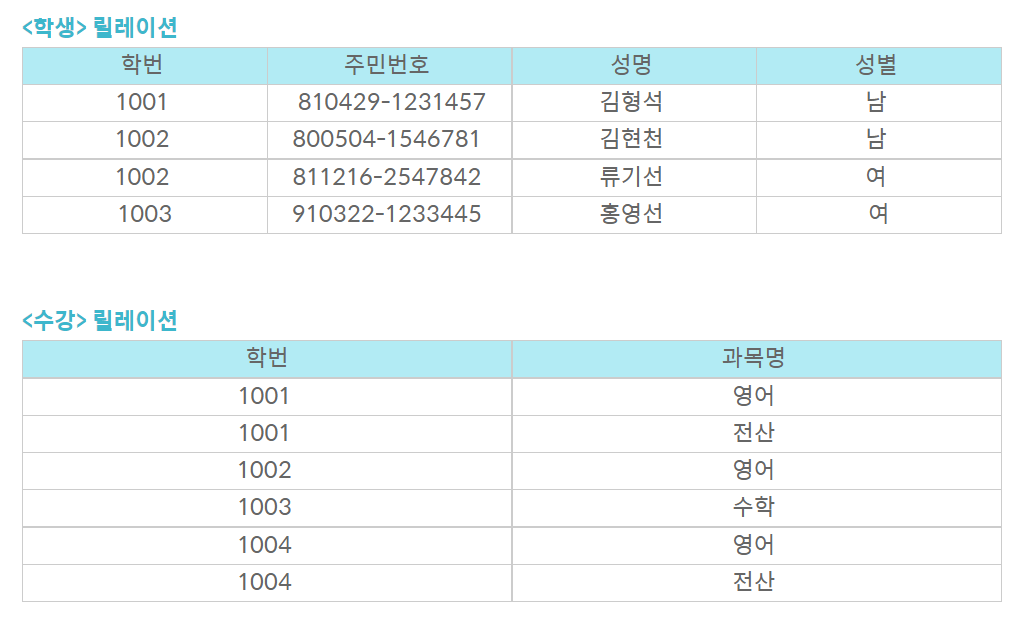 <학생> 릴레이션
학번 주민번호 성명 성별
1001 810429-1231457 김형석 남
1002 800504-1546781 김현천 남
1002 811216-2547842 류기선 여
1003 910322-1233445 홍영선 여
<수강> 릴레이션
학번 과목명
1001 영어
1001 전산
1002 영어
1003 수학
1004 영어
1004 전산